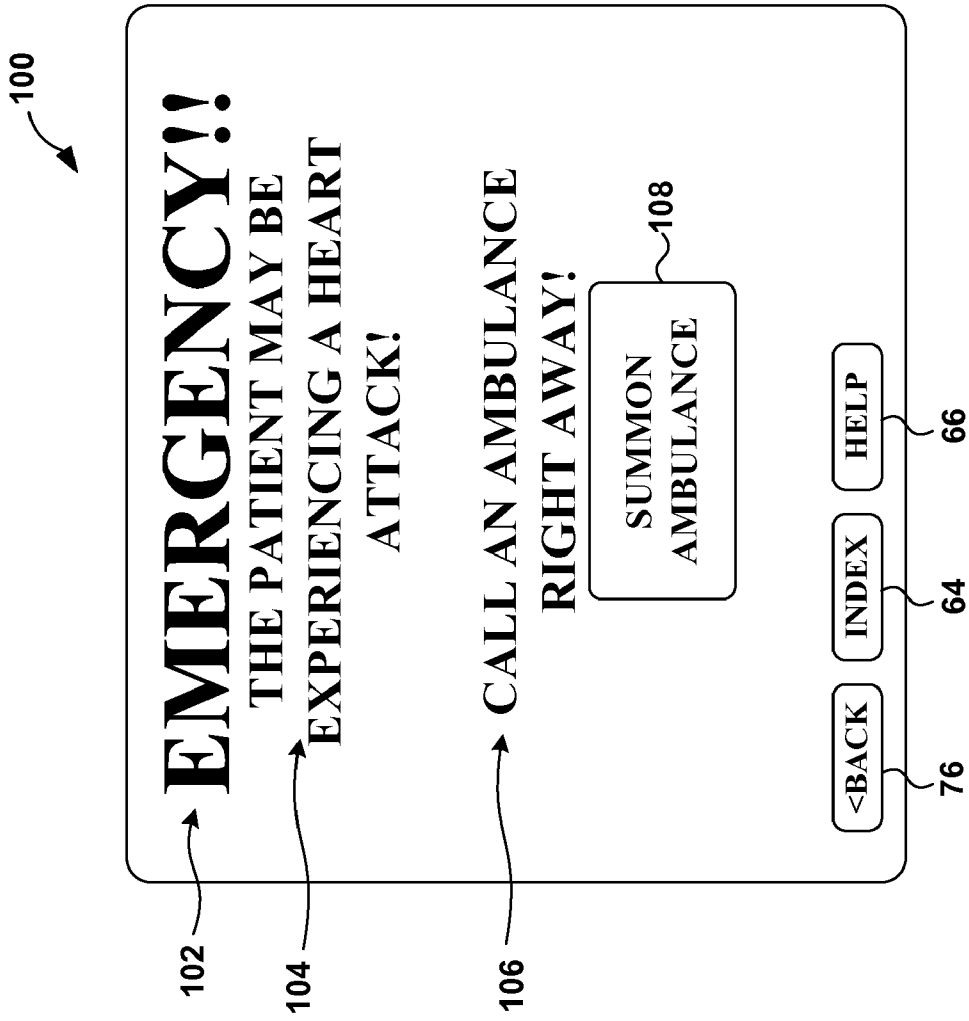 100
102
EMERGENCY!!
THE PATIENT MAY BE
104
EXPERIENCING A HEART
ATTACK!
106
CALL AN AMBULANCE
RIGHT AWAY!
SUMMON
AMBULANCE
108
<BACK
INDEX
HELP
76
64
66